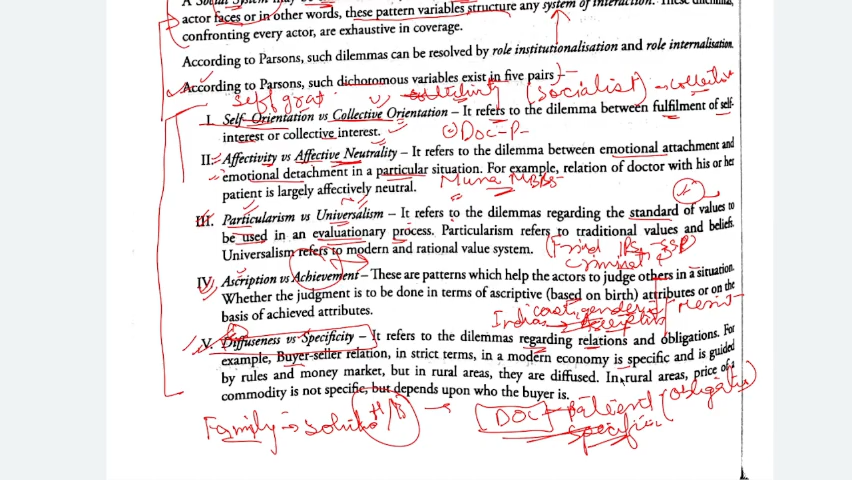 actor faces or in other words, these pattern variables structure any system of interaction. These dilemma,
confronting every actor, are exhaustive in coverage.
According to Parsons, such dilemmas can be resolved by role institutionalisation and role internalisation.
According to Parsons, such dichotomous variables exist in five pairs –
self grat v/s (socialist) → collectiv
I. Self Orientation vs Collective Orientation – It refers to the dilemma between fulfilment of self-
interest or collective interest.
Doc-P-
II. Affectivity vs Affective Neutrality – It refers to the dilemma between emotional attachment and
emotional detachment in a particular situation. For example, relation of doctor with his or her
patient is largely affectively neutral.
Muna MBBS
III. Particularism vs Universalism – It refers to the dilemmas regarding the standard of values to
be used in an evaluationary process. Particularism refers to traditional values and beliefs.
Universalism refers to modern and rational value system.
(Friend IPS - SSP
criminal
IV. Ascription vs Achievement – These are patterns which help the actors to judge others in a situation.
Whether the judgment is to be done in terms of ascriptive (based on birth) attributes or on the
basis of achieved attributes.
India → caste, gender merit
V. Diffuseness vs Specificity – It refers to the dilemmas regarding relations and obligations. For
example, Buyer-seller relation, in strict terms, in a modern economy is specific and is guided
by rules and money market, but in rural areas, they are diffused. In rural areas, price of a
commodity is not specific, but depends upon who the buyer is.
Family → H/B → Doc - patient (obligation)
specific